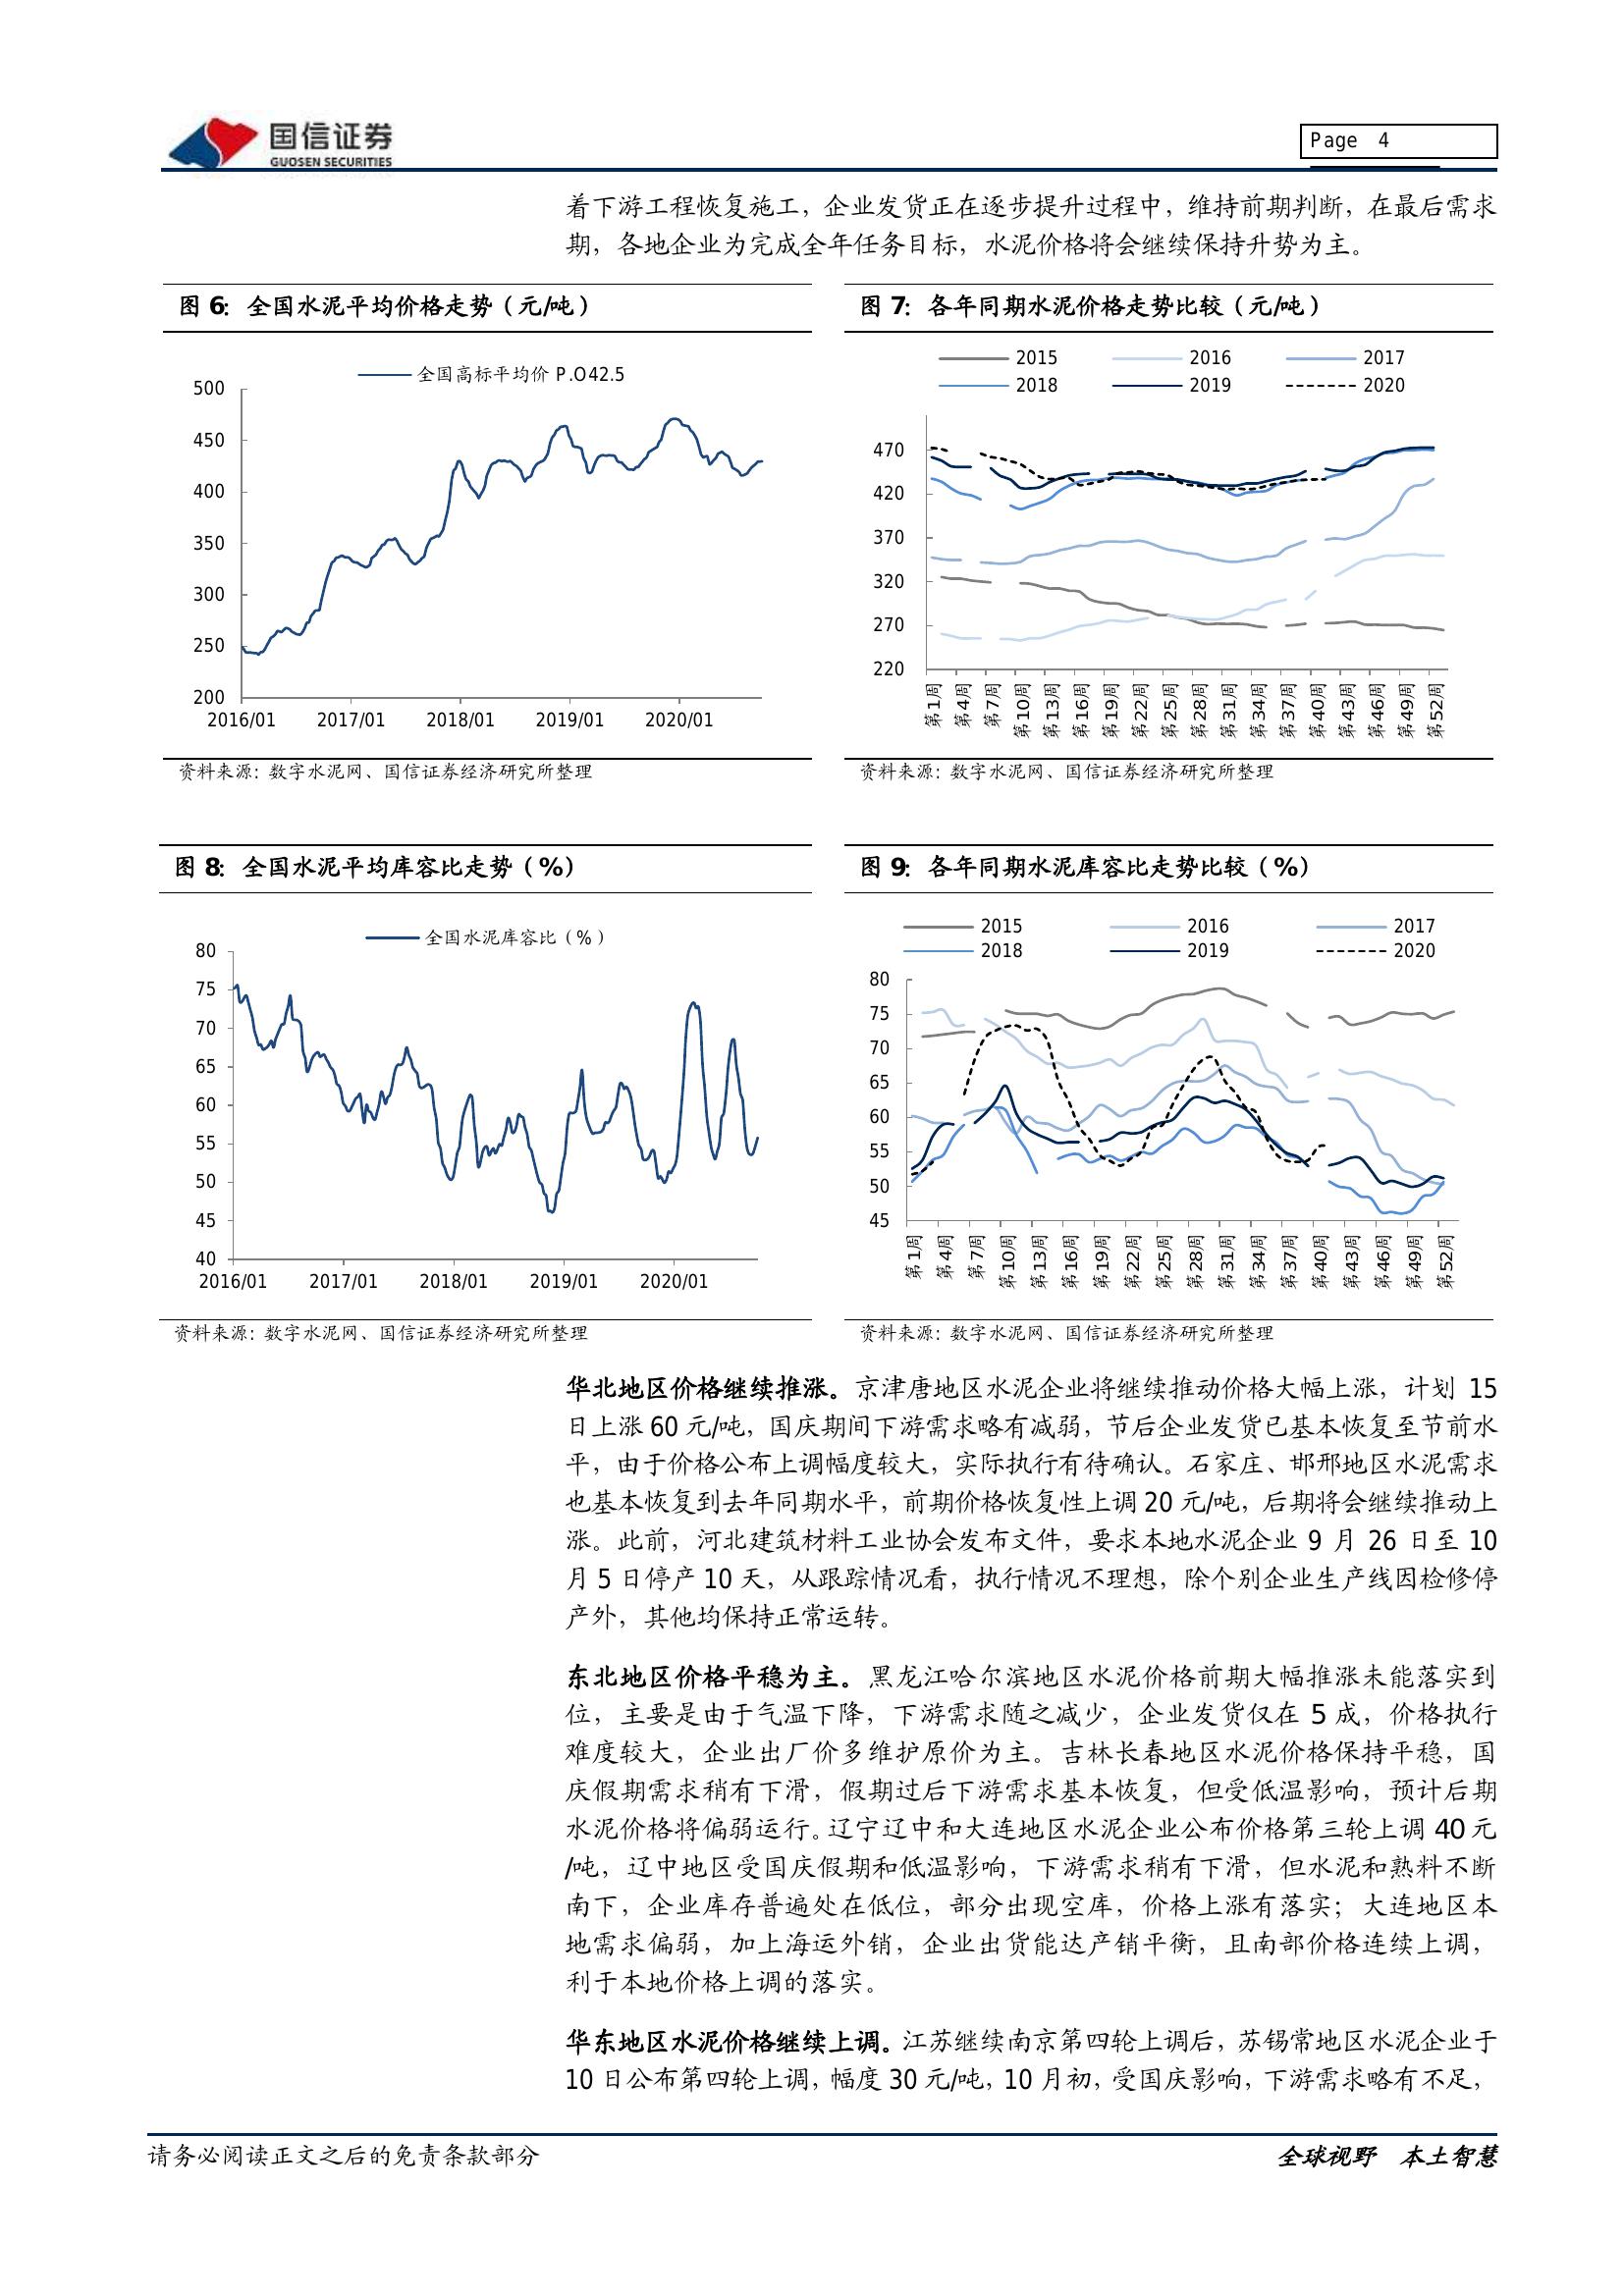 国信证券
GUOSEN SECURITIES
Page 4
着下游工程恢复施工，企业发货正在逐步提升过程中，维持前期判断，在最后需求
期，各地企业为完成全年任务目标，水泥价格将会继续保持升势为主。
图 6：全国水泥平均价格走势（元/吨）
全国高标平均价 P.O42.5
500
450
400
350
300
250
200
2016/01 2017/01 2018/01 2019/01 2020/01
资料来源：数字水泥网、国信证券经济研究所整理
图 7：各年同期水泥价格走势比较（元/吨）
2015 2016 2017
2018 2019 2020
470
420
370
320
270
220
第1周 第4周 第7周 第10周 第13周 第16周 第19周 第22周 第25周 第28周 第31周 第34周 第37周 第40周 第43周 第46周 第49周 第52周
资料来源：数字水泥网、国信证券经济研究所整理
图 8：全国水泥平均库容比走势（%）
全国水泥库容比（%）
80
75
70
65
60
55
50
45
40
2016/01 2017/01 2018/01 2019/01 2020/01
资料来源：数字水泥网、国信证券经济研究所整理
图 9：各年同期水泥库容比走势比较（%）
2015 2016 2017
2018 2019 2020
80
75
70
65
60
55
50
45
第1周 第4周 第7周 第10周 第13周 第16周 第19周 第22周 第25周 第28周 第31周 第34周 第37周 第40周 第43周 第46周 第49周 第52周
资料来源：数字水泥网、国信证券经济研究所整理
华北地区价格继续推涨。京津唐地区水泥企业将继续推动价格大幅上涨，计划 15
日上涨 60 元/吨，国庆期间下游需求略有减弱，节后企业发货已基本恢复至节前水
平，由于价格公布上调幅度较大，实际执行有待确认。石家庄、邯邢地区水泥需求
也基本恢复到去年同期水平，前期价格恢复性上调 20 元/吨，后期将会继续推动上
涨。此前，河北建筑材料工业协会发布文件，要求本地水泥企业 9 月 26 日至 10
月 5 日停产 10 天，从跟踪情况看，执行情况不理想，除个别企业生产线因检修停
产外，其他均保持正常运转。
东北地区价格平稳为主。黑龙江哈尔滨地区水泥价格前期大幅推涨未能落实到
位，主要是由于气温下降，下游需求随之减少，企业发货仅在 5 成，价格执行
难度较大，企业出厂价多维护原价为主。吉林长春地区水泥价格保持平稳，国
庆假期需求稍有下滑，假期过后下游需求基本恢复，但受低温影响，预计后期
水泥价格将偏弱运行。辽宁辽中和大连地区水泥企业公布价格第三轮上调 40 元
/吨，辽中地区受国庆假期和低温影响，下游需求稍有下滑，但水泥和熟料不断
南下，企业库存普遍处在低位，部分出现空库，价格上涨有落实；大连地区本
地需求偏弱，加上海运外销，企业出货能达产销平衡，且南部价格连续上调，
利于本地价格上调的落实。
华东地区水泥价格继续上调。江苏继续南京第四轮上调后，苏锡常地区水泥企业于
10 日公布第四轮上调，幅度 30 元/吨，10 月初，受国庆影响，下游需求略有不足，
请务必阅读正文之后的免责条款部分
全球视野 本土智慧